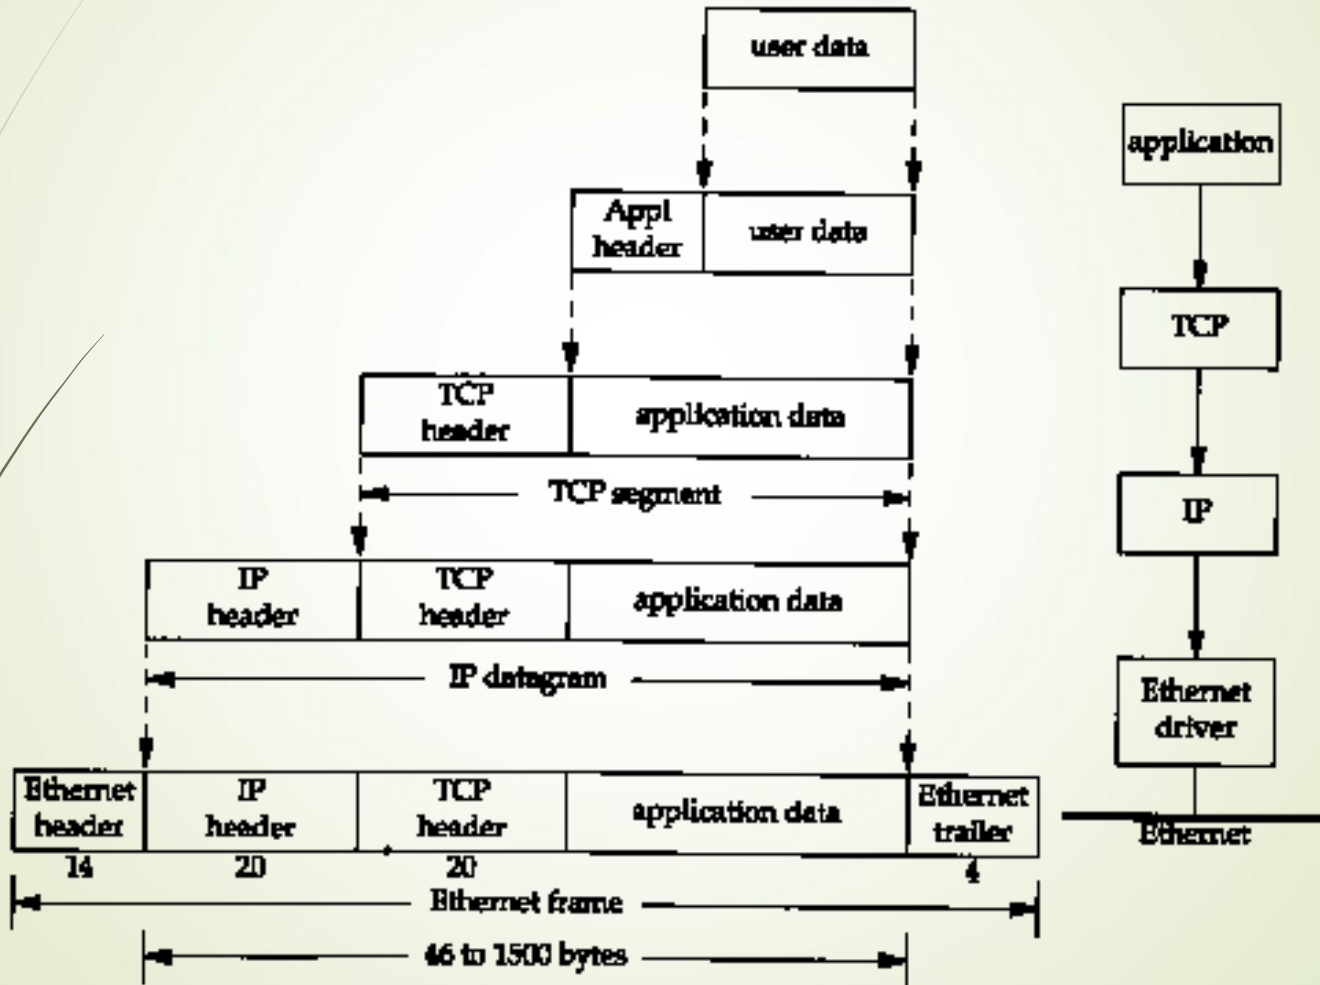 user data
Appl
header
user data
TCP
header
application data
TCP segment
IP
header
TCP
header
application data
IP datagram
Ethernet
header
IP
header
TCP
header
application data
Ethernet
trailer
14
20
20
4
Ethernet frame
46 to 1500 bytes
application
TCP
IP
Ethernet
driver
Ethernet